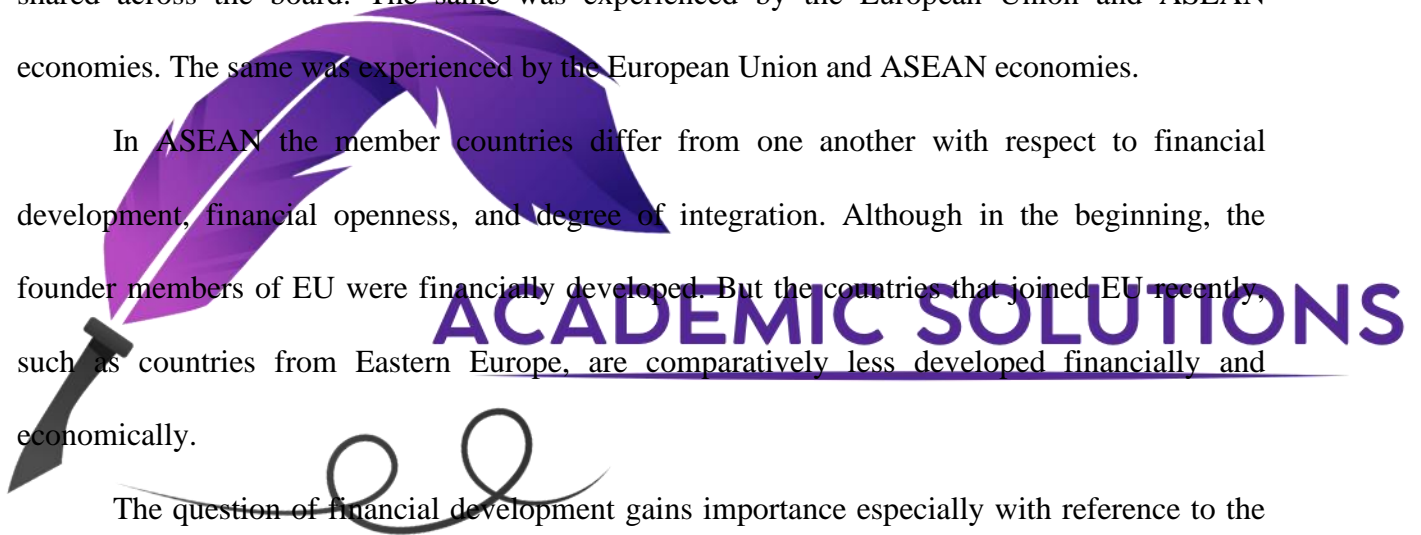 shared across the board. The same was experienced by the European Union and ASEAN
economies. The same was experienced by the European Union and ASEAN economies.
In ASEAN the member countries differ from one another with respect to financial
development, financial openness, and degree of integration. Although in the beginning, the
founder members of EU were financially developed. But the countries that joined EU recently,
ACADEMIC SOLUTIONS
such as countries from Eastern Europe, are comparatively less developed financially and
economically.
The question of financial development gains importance especially with reference to the